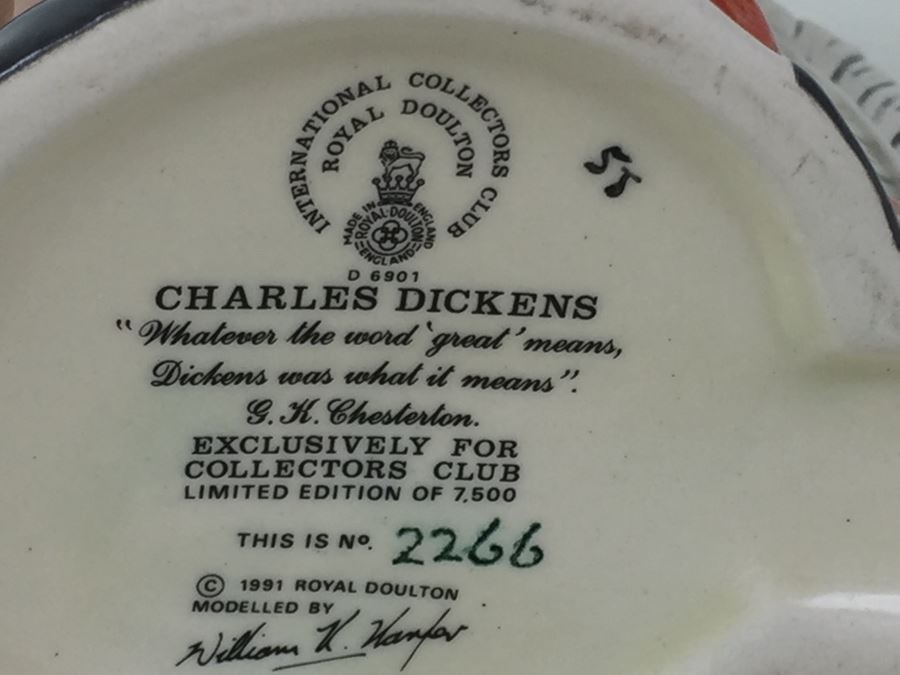 INTERNATIONAL COLLECTORS CLUB
ROYAL DOULTON
MADE IN ENGLAND
ROYAL·DOULTON
ENGLAND
D 6901
CHARLES DICKENS
“Whatever the word ‘great’ means,
Dickens was what it means”.
G. K. Chesterton.
EXCLUSIVELY FOR
COLLECTORS CLUB
LIMITED EDITION OF 7,500
THIS IS Nº. 2266
© 1991 ROYAL DOULTON
MODELLED BY
William K. Harper